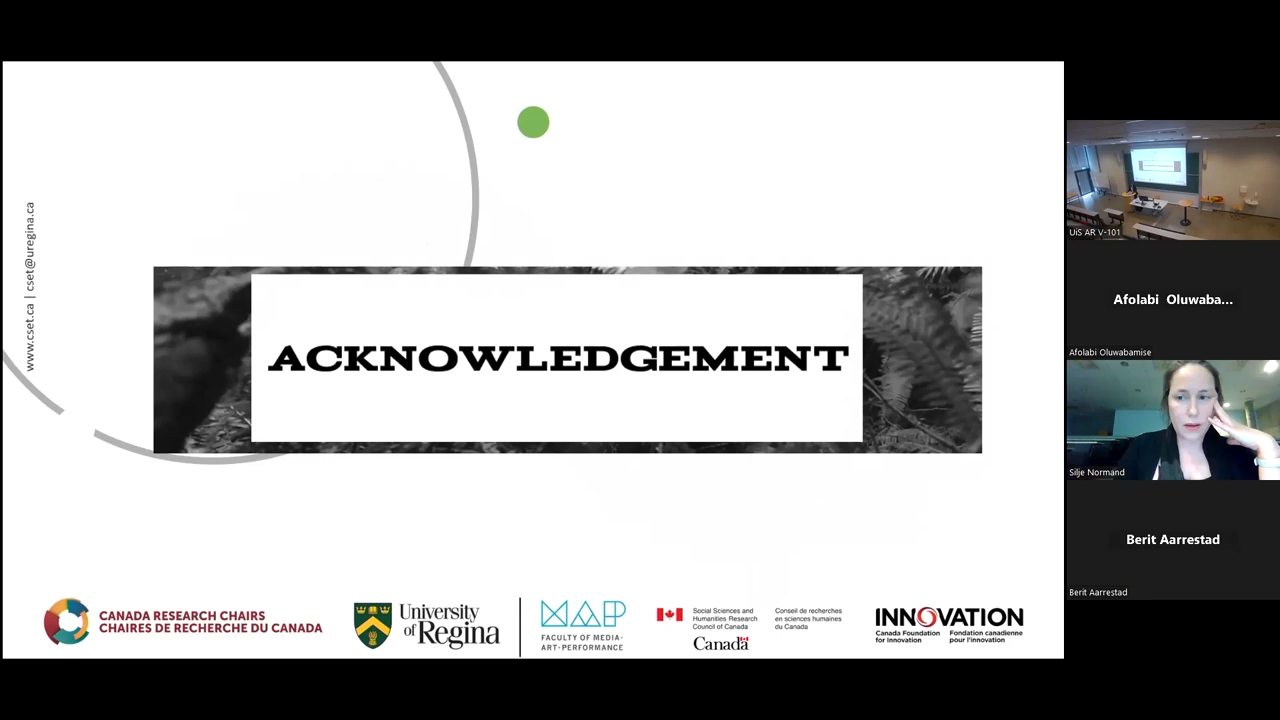 www.cset.ca | cset@uregina.ca
ACKNOWLEDGEMENT
CANADA RESEARCH CHAIRS
CHAIRES DE RECHERCHE DU CANADA
University
of Regina
MAP
FACULTY OF MEDIA·
ART·PERFORMANCE
Social Sciences and
Humanities Research
Council of Canada
Conseil de recherches
en sciences humaines
du Canada
Canada
INNOVATION
Canada Foundation
for Innovation
Fondation canadienne
pour l'innovation
UiS AR V-101
Afolabi Oluwaba...
Afolabi Oluwabamise
Silje Normand
Berit Aarrestad
Berit Aarrestad